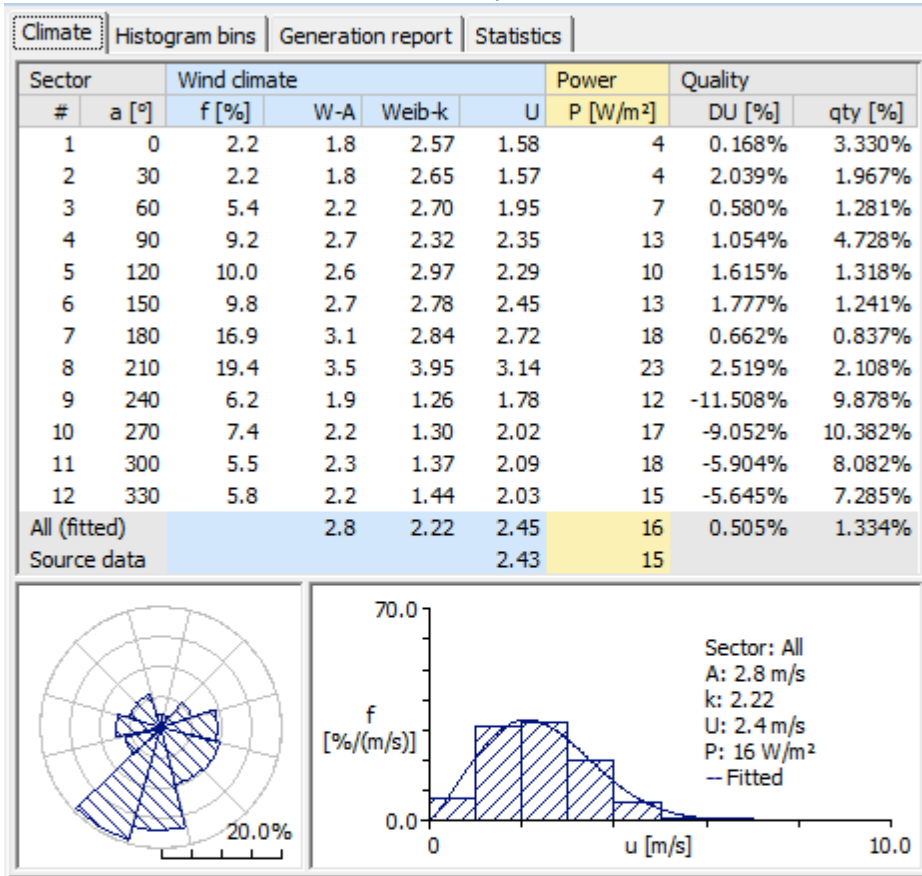 Climate Histogram bins Generation report Statistics
Sector Wind climate Power Quality
# a [º] f [%] W-A Weib-k U P [W/m²] DU [%] qty [%]
1 0 2.2 1.8 2.57 1.58 4 0.168% 3.330%
2 30 2.2 1.8 2.65 1.57 4 2.039% 1.967%
3 60 5.4 2.2 2.70 1.95 7 0.580% 1.281%
4 90 9.2 2.7 2.32 2.35 13 1.054% 4.728%
5 120 10.0 2.6 2.97 2.29 10 1.615% 1.318%
6 150 9.8 2.7 2.78 2.45 13 1.777% 1.241%
7 180 16.9 3.1 2.84 2.72 18 0.662% 0.837%
8 210 19.4 3.5 3.95 3.14 23 2.519% 2.108%
9 240 6.2 1.9 1.26 1.78 12 -11.508% 9.878%
10 270 7.4 2.2 1.30 2.02 17 -9.052% 10.382%
11 300 5.5 2.3 1.37 2.09 18 -5.904% 8.082%
12 330 5.8 2.2 1.44 2.03 15 -5.645% 7.285%
All (fitted) 2.8 2.22 2.45 16 0.505% 1.334%
Source data 2.43 15
20.0%
70.0
f
[%/(m/s)]
0.0
0 u [m/s] 10.0
Sector: All
A: 2.8 m/s
k: 2.22
U: 2.4 m/s
P: 16 W/m²
-- Fitted